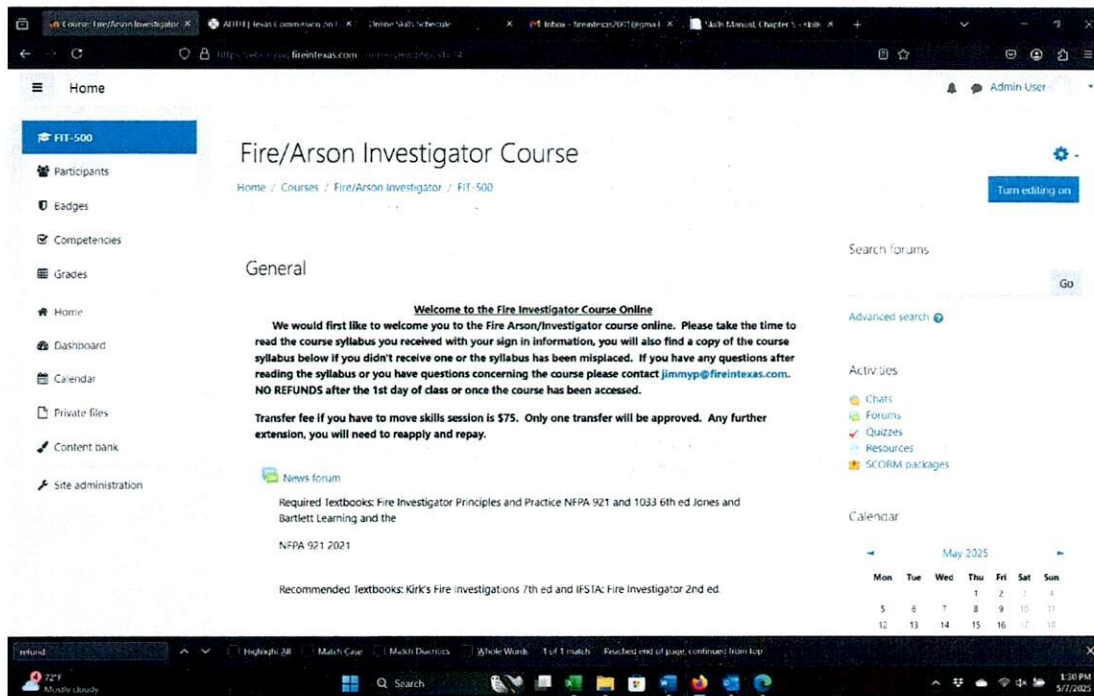 Course: Fire/Arson Investigator
Online Skills Schedule
Skills Manual, Chapter 5 - skills
fireintexas.com
Home
Admin User
FIT-500
Participants
Badges
Competencies
Grades
Home
Dashboard
Calendar
Private files
Content bank
Site administration
Fire/Arson Investigator Course
Home / Courses / Fire/Arson Investigator / FIT-500
Turn editing on
General
Welcome to the Fire Investigator Course Online
We would first like to welcome you to the Fire Arson/Investigator course online. Please take the time to
read the course syllabus you received with your sign in information, you will also find a copy of the course
syllabus below if you didn't receive one or the syllabus has been misplaced. If you have any questions after
reading the syllabus or you have questions concerning the course please contact jimmyp@fireintexas.com.
NO REFUNDS after the 1st day of class or once the course has been accessed.
Transfer fee if you have to move skills session is $75. Only one transfer will be approved. Any further
extension, you will need to reapply and repay.
News forum
Required Textbooks: Fire Investigator Principles and Practice NFPA 921 and 1033 6th ed Jones and
Bartlett Learning and the
NFPA 921 2021
Recommended Textbooks: Kirk's Fire Investigations 7th ed and IFSTA: Fire Investigator 2nd ed.
Search forums
Go
Advanced search
Activities
Chats
Forums
Quizzes
Resources
SCORM packages
Calendar
May 2025
Mon Tue Wed Thu Fri Sat Sun
1 2 3 4
5 6 7 8 9 10 11
12 13 14 15 16 17 18
refund
Highlight All Match Case Match Diacritics Whole Words 1 of 1 match Reached end of page, continued from top
72°F
Mostly cloudy
Search
1:30 PM
5/7/2025